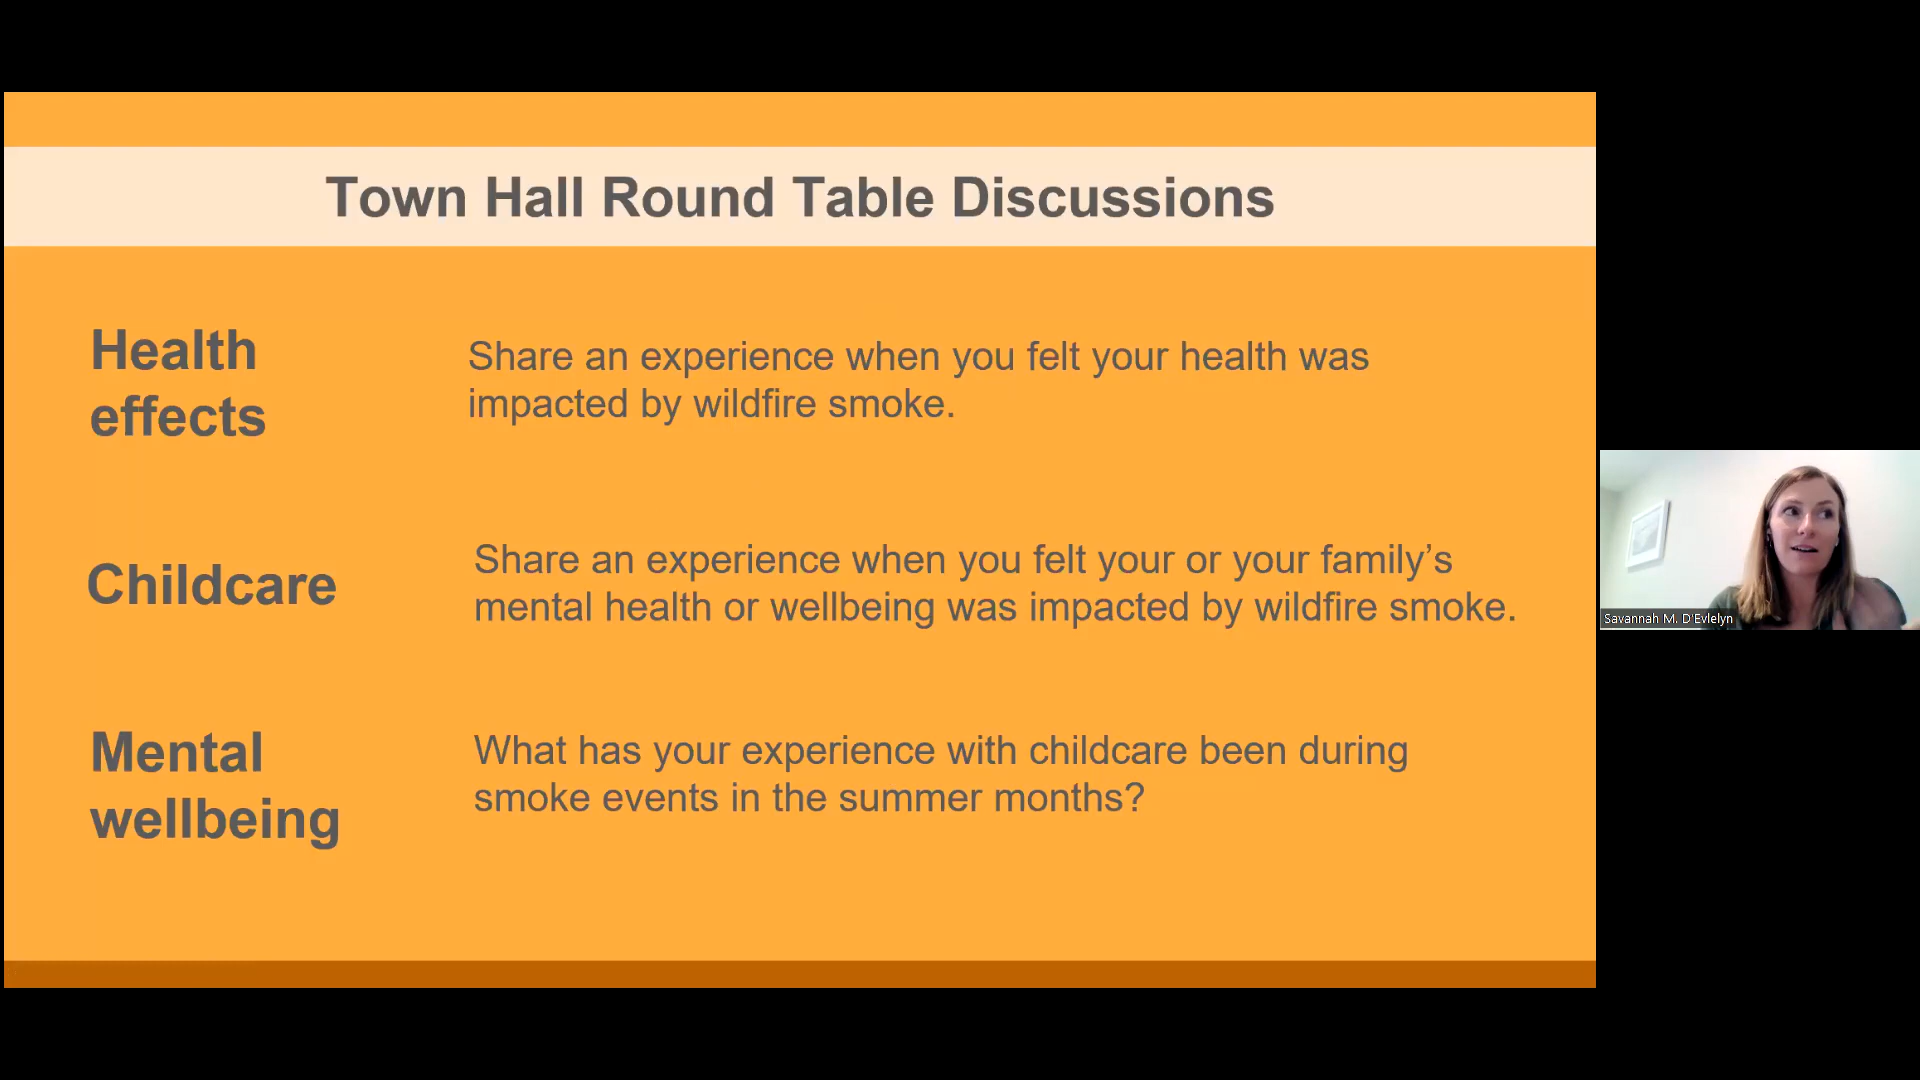 Town Hall Round Table Discussions
Health
effects
Share an experience when you felt your health was
impacted by wildfire smoke.
Childcare
Share an experience when you felt your or your family’s
mental health or wellbeing was impacted by wildfire smoke.
Mental
wellbeing
What has your experience with childcare been during
smoke events in the summer months?
Savannah M. D'Evlelyn